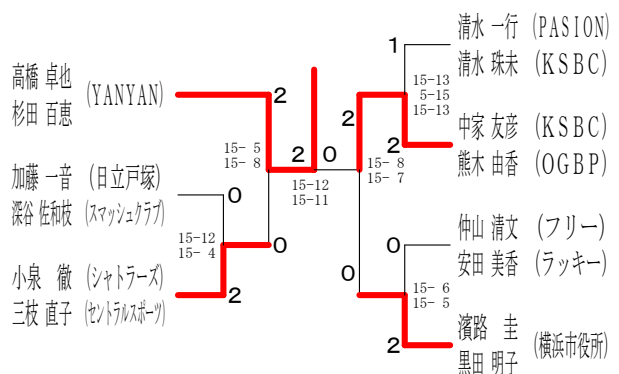 高橋 卓也
杉田 百恵
(YANYAN)
2
15- 5
15- 8
加藤 一音 (日立戸塚)
深谷 佐和枝 (スマッシュクラブ)
0
15-12
15- 4
0
小泉 徹 (シャトラーズ)
三枝 直子 (セントラルスポーツ)
2
2 0
15-12
15-11
清水 一行 (PASION)
清水 珠未 (KSBC)
1
15-13
5-15
15-13
2
中家 友彦 (KSBC)
熊木 由香 (OGBP)
2
15- 8
15- 7
仲山 清文 (フリー)
安田 美香 (ラッキー)
0
0
15- 6
15- 5
濱路 圭
黒田 明子
(横浜市役所)
2